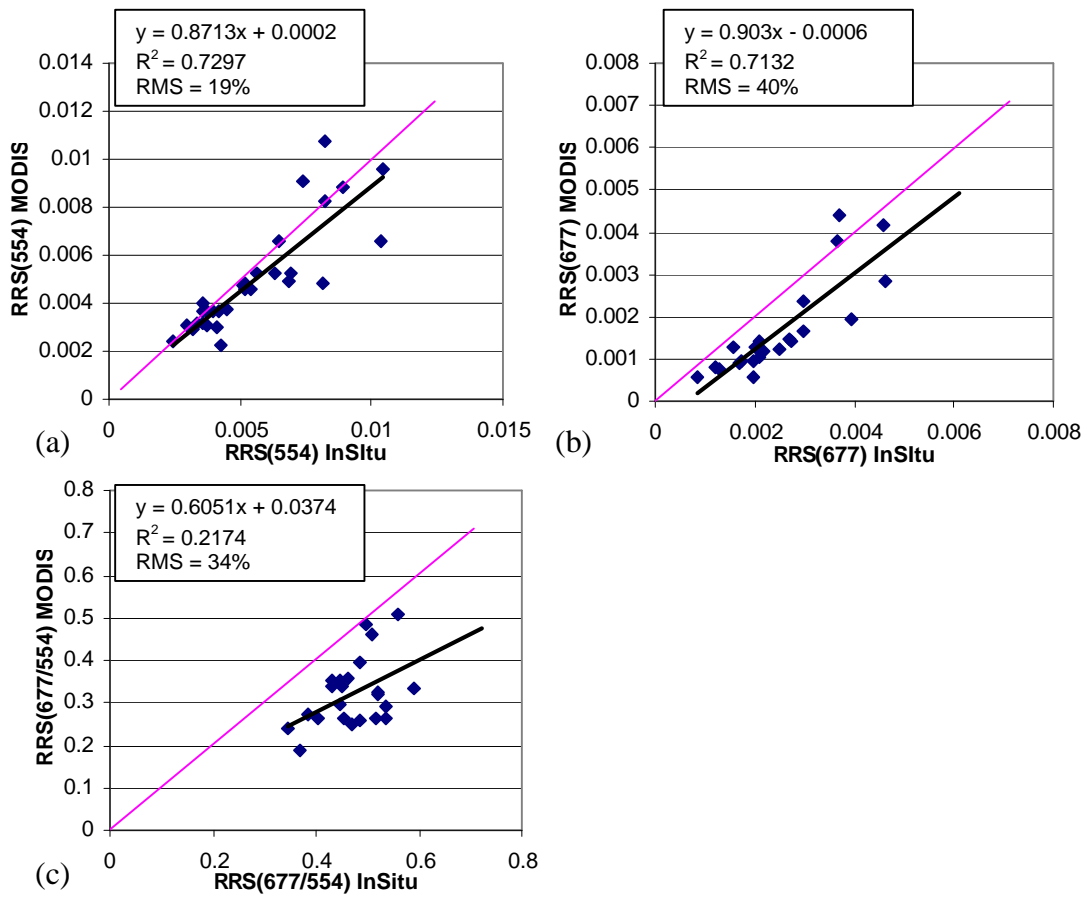 y = 0.8713x + 0.0002
R² = 0.7297
RMS = 19%
0.014
0.012
0.01
0.008
0.006
0.004
0.002
0
RRS(554) MODIS
0 0.005 0.01 0.015
RRS(554) InSItu
(a)
y = 0.903x - 0.0006
R² = 0.7132
RMS = 40%
0.008
0.007
0.006
0.005
0.004
0.003
0.002
0.001
0
RRS(677) MODIS
0 0.002 0.004 0.006 0.008
RRS(677) InSItu
(b)
y = 0.6051x + 0.0374
R² = 0.2174
RMS = 34%
0.8
0.7
0.6
0.5
0.4
0.3
0.2
0.1
0
RRS(677/554) MODIS
0 0.2 0.4 0.6 0.8
RRS(677/554) InSitu
(c)